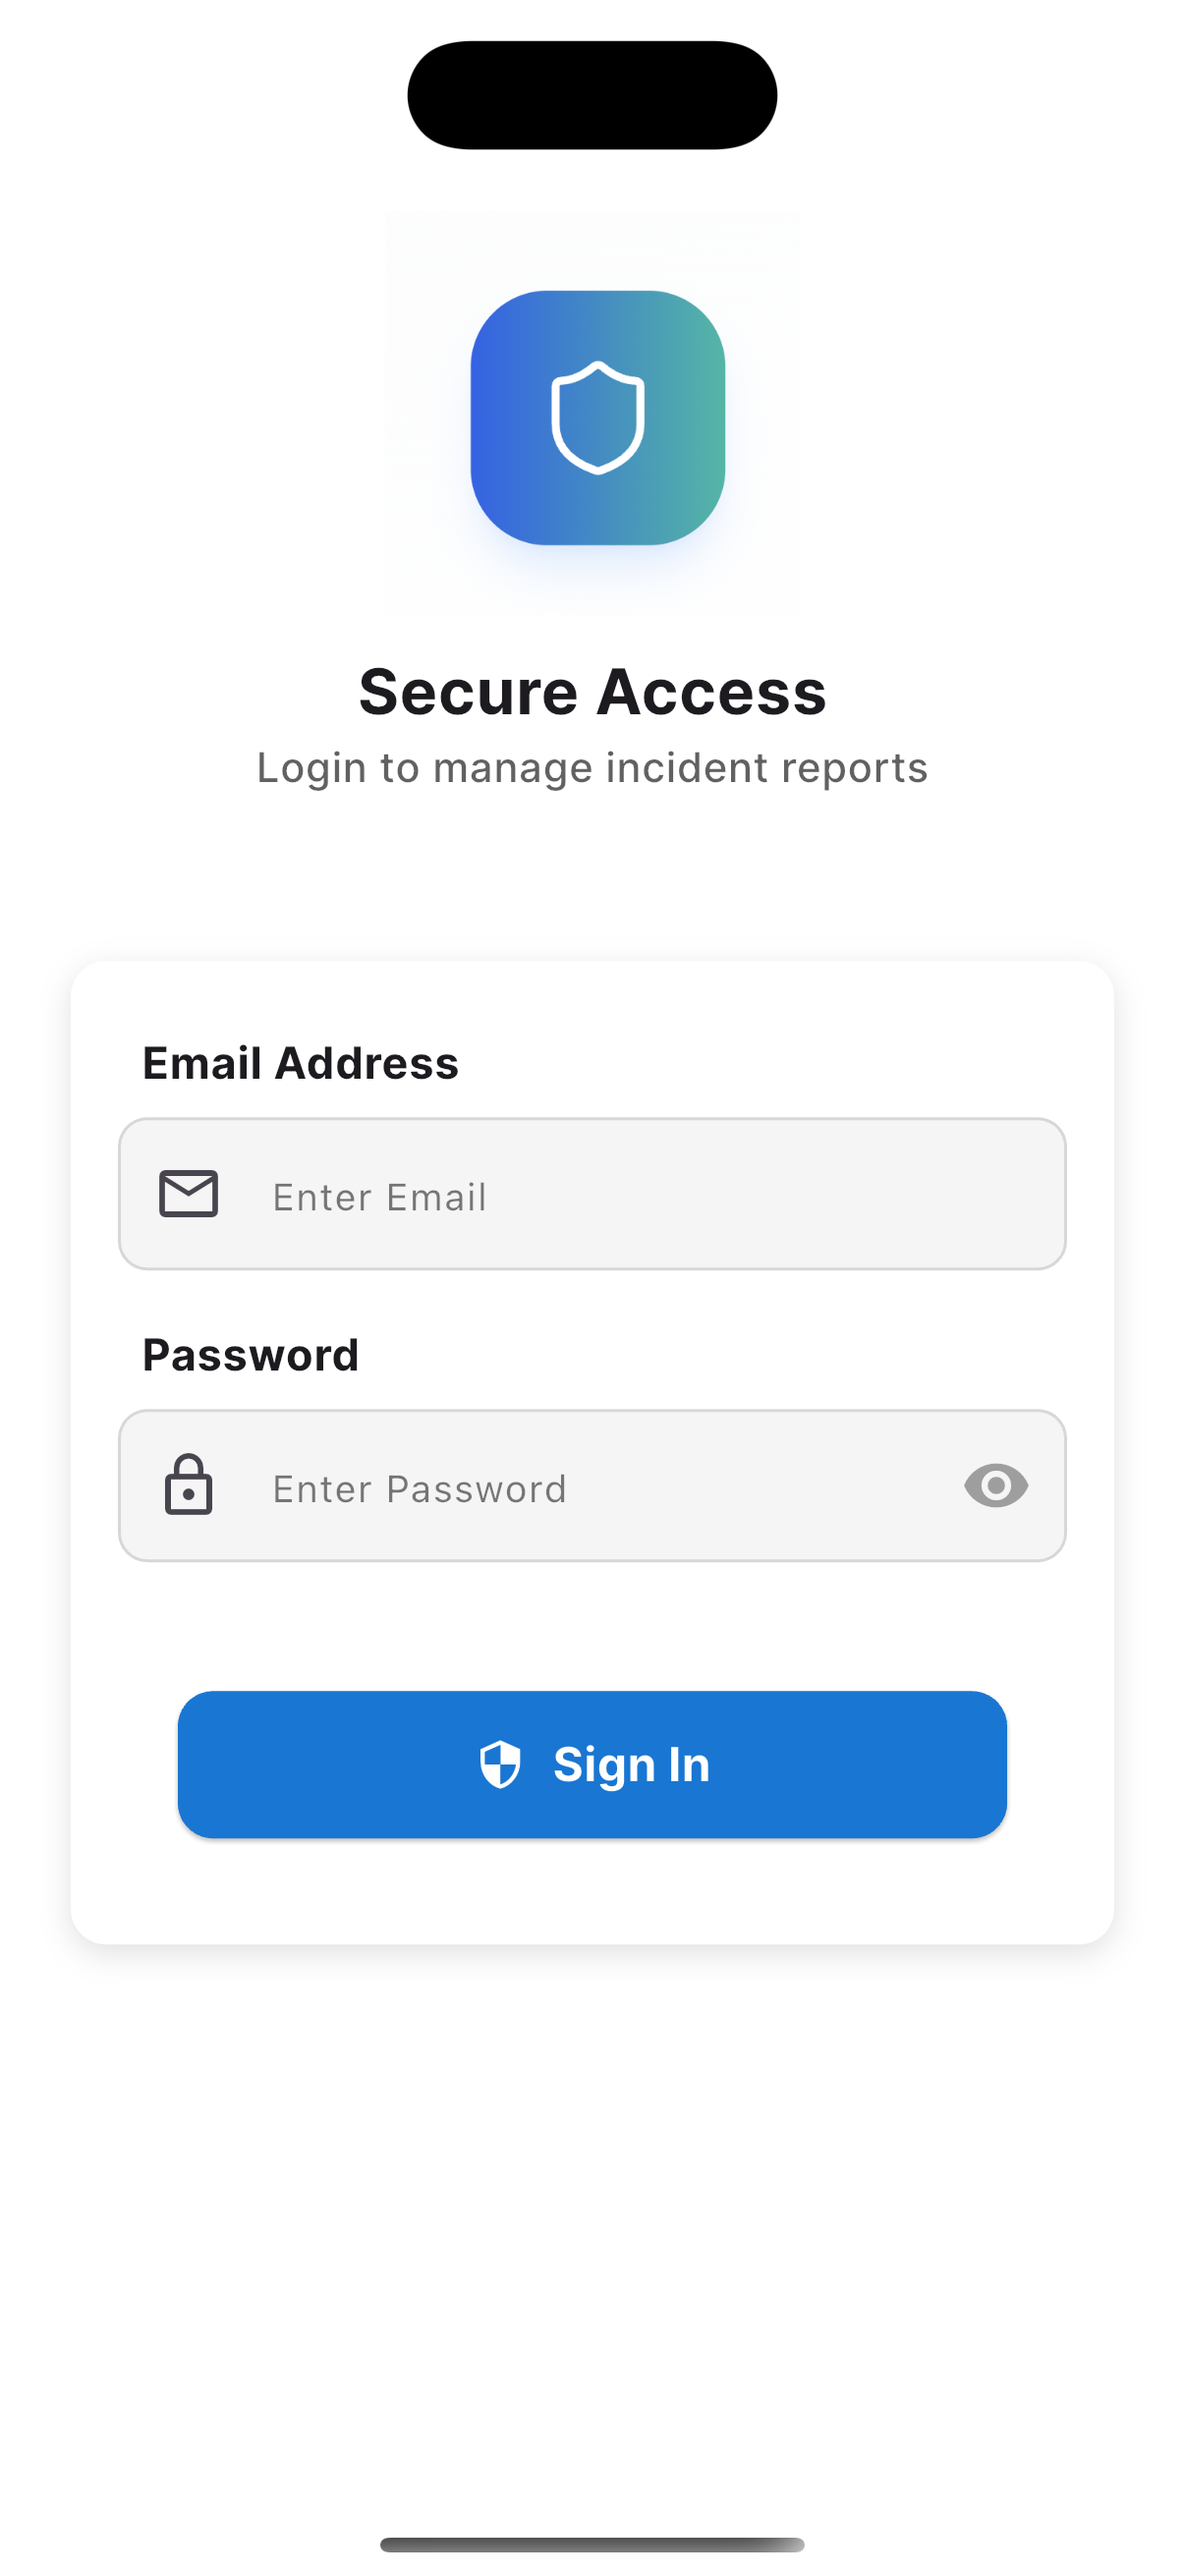 Secure Access
Login to manage incident reports
Email Address
Enter Email
Password
Enter Password
Sign In